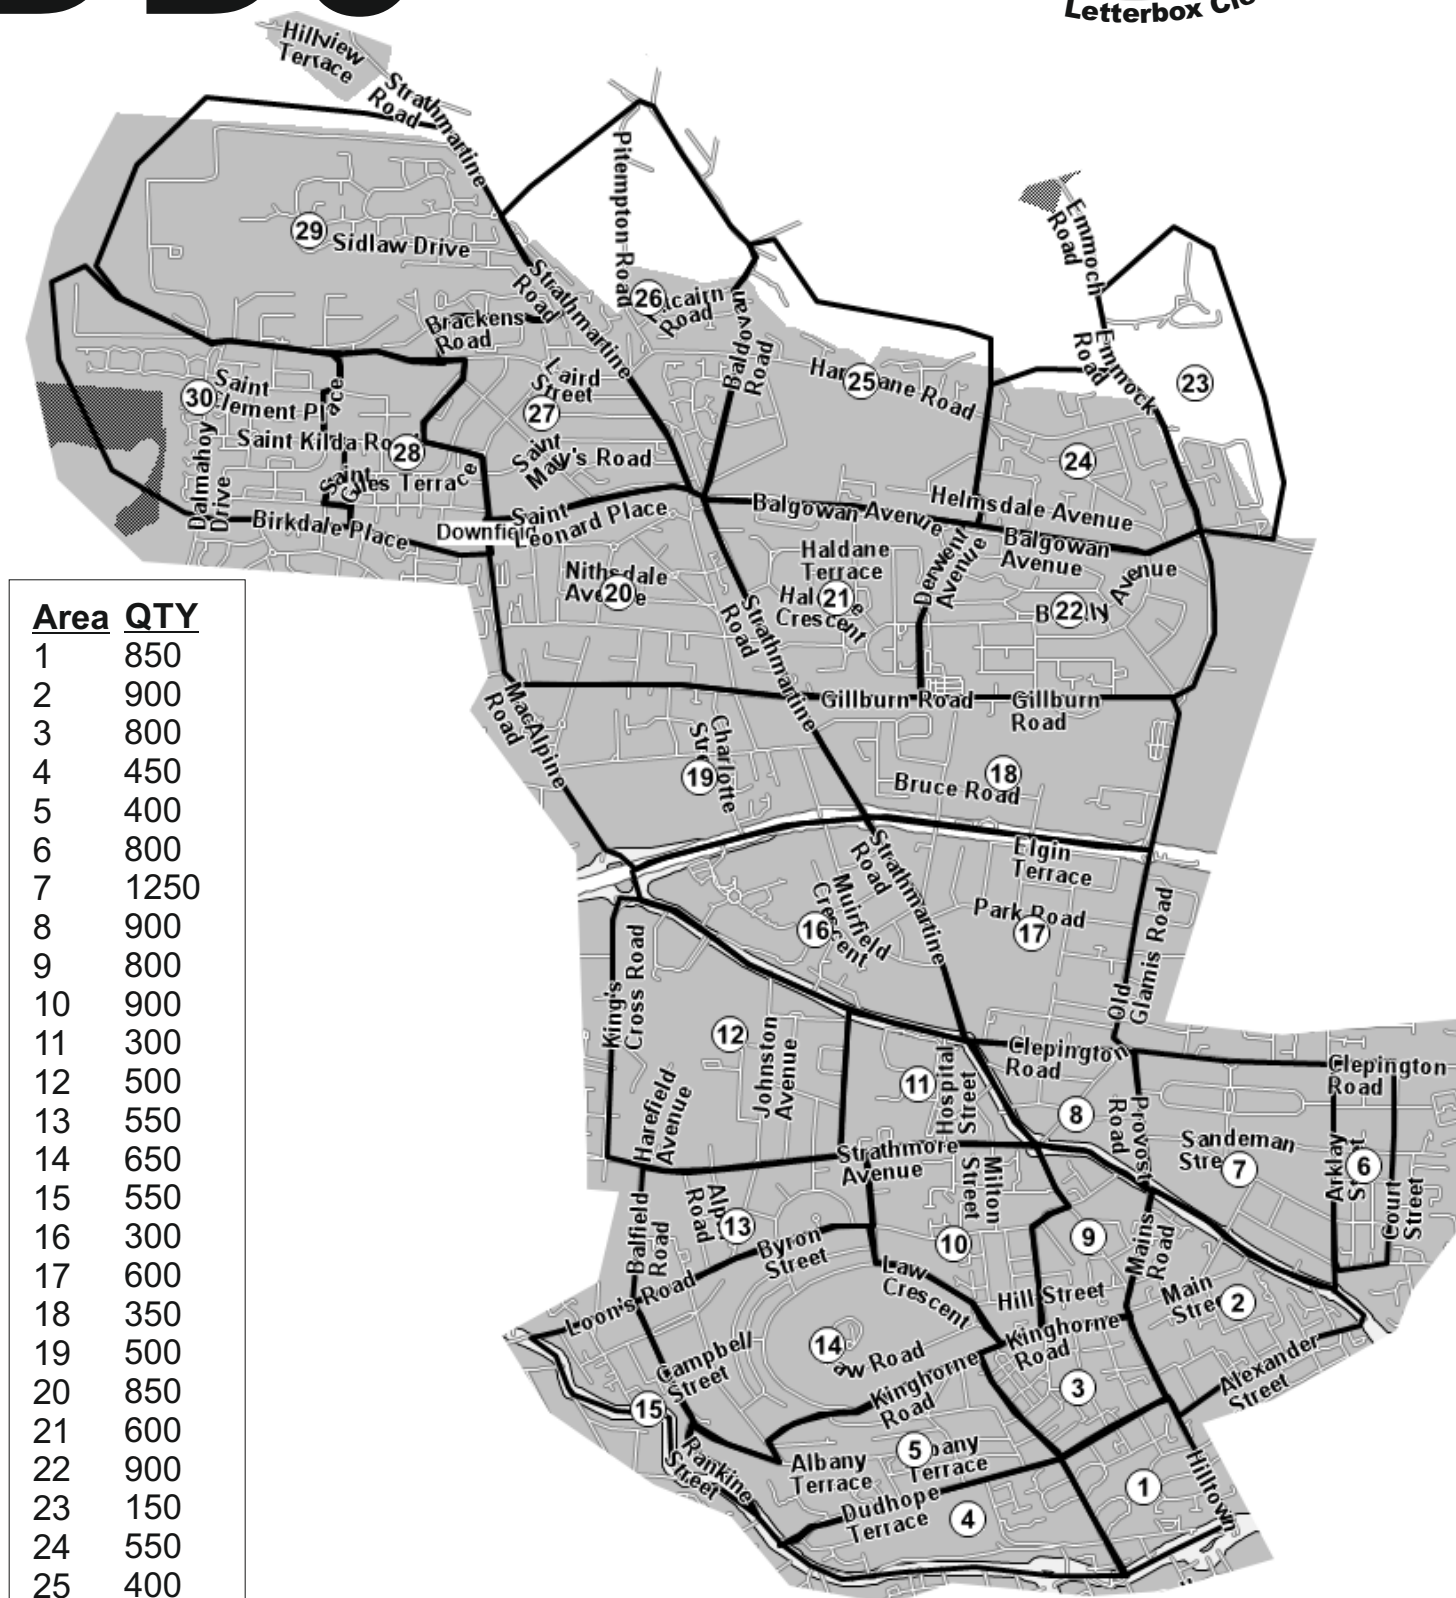 Letterbox
Hillview
Terrace
Strathmartine
Road
Pitempton Road
Emmoch
Road
29
Sidlaw Drive
Strathmartine
Road
26
Road
Brackens
Road
Baldovan
Road
Emmock
Road
23
Laird
Street
25
Road
30
Saint
Place
27
24
Saint Kilda
28
Saint
Mary's Road
Saint
Giles Terrace
Dalmahoy
Drive
Birkdale Place
Downfield
Saint
Leonard Place
Balgowan Avenue
Helmsdale Avenue
Balgowan
Avenue
Derwent
Avenue
Haldane
Terrace
Nithsdale
20
21
Crescent
22
Avenue
Strathmartine
Road
Gillburn Road
Gillburn
Road
MacAlpine
Road
Charlotte
19
18
Bruce Road
Elgin
Terrace
Strathmartine
Road
Muirfield
Crescent
16
Park Road
17
Old
Glamis Road
King's
Cross Road
12
Johnston
Avenue
Harefield
Avenue
11
Hospital
Street
Clepington
Road
8
Provost
Road
Clepington
Road
Sandeman
7
Arklay
6
Court
Street
Strathmore
Avenue
Milton
Street
Balfield
Road
Road
13
Byron
Street
10
9
Mains
Road
Law
Crescent
Hill Street
Main
2
Loon's Road
Kinghorne
Road
Campbell
Street
14
Road
Kinghorne
Road
3
Alexander
Street
15
Rankine
Street
5
Albany
Terrace
Terrace
Dudhope
Terrace
4
1
Hilltown
Area QTY
1 850
2 900
3 800
4 450
5 400
6 800
7 1250
8 900
9 800
10 900
11 300
12 500
13 550
14 650
15 550
16 300
17 600
18 350
19 500
20 850
21 600
22 900
23 150
24 550
25 400